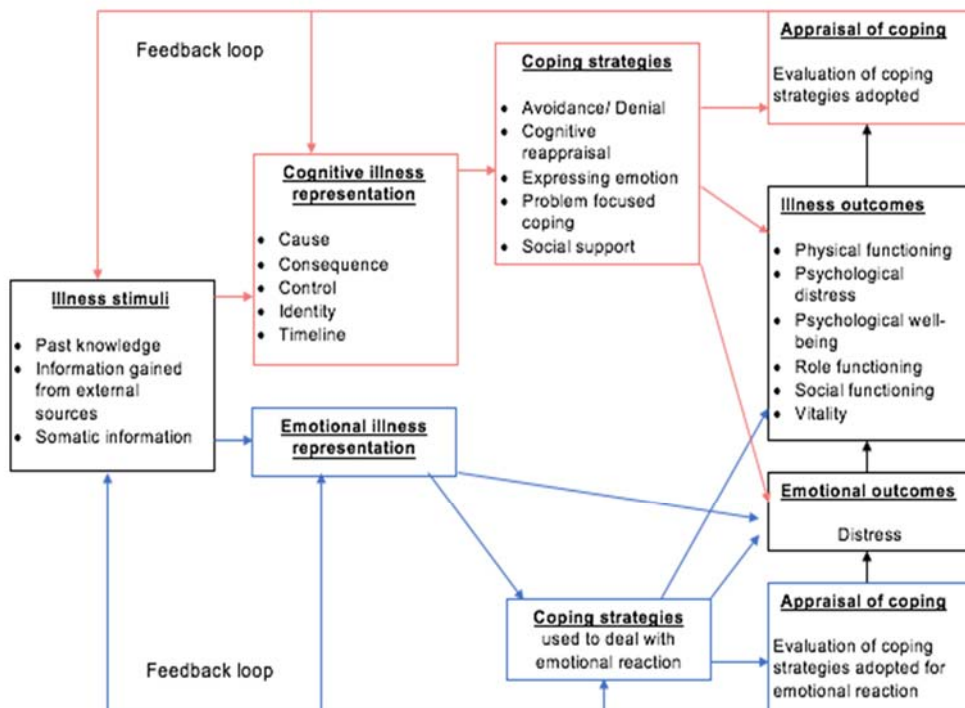 Feedback loop
Appraisal of coping
Evaluation of coping
strategies adopted
Coping strategies
• Avoidance/ Denial
• Cognitive
reappraisal
• Expressing emotion
• Problem focused
coping
• Social support
Cognitive illness
representation
• Cause
• Consequence
• Control
• Identity
• Timeline
Illness outcomes
• Physical functioning
• Psychological
distress
• Psychological well-
being
• Role functioning
• Social functioning
• Vitality
Illness stimuli
• Past knowledge
• Information gained
from external
sources
• Somatic information
Emotional illness
representation
Emotional outcomes
Distress
Coping strategies
used to deal with
emotional reaction
Appraisal of coping
Evaluation of coping
strategies adopted for
emotional reaction
Feedback loop